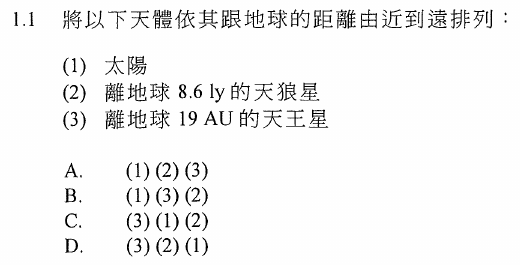 1.1 將以下天體依其跟地球的距離由近到遠排列：
(1) 太陽
(2) 離地球 8.6 ly 的天狼星
(3) 離地球 19 AU 的天王星
A. (1) (2) (3)
B. (1) (3) (2)
C. (3) (1) (2)
D. (3) (2) (1)